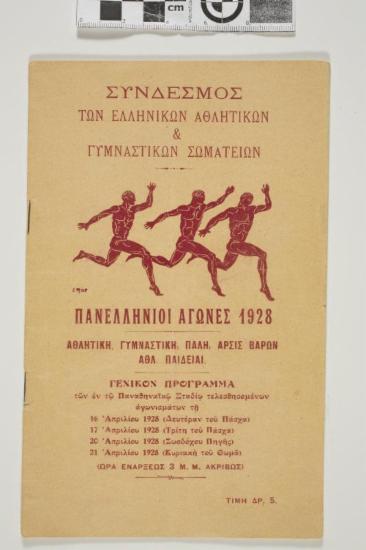 cm
ΣΥΝΔΕΣΜΟΣ
ΤΩΝ ΕΛΛΗΝΙΚΩΝ ΑΘΛΗΤΙΚΩΝ
&
ΓΥΜΝΑΣΤΙΚΩΝ ΣΩΜΑΤΕΙΩΝ
ΠΑΝΕΛΛΗΝΙΟΙ ΑΓΩΝΕΣ 1928
ΑΘΛΗΤΙΚΗ, ΓΥΜΝΑΣΤΙΚΗ, ΠΑΛΗ, ΑΡΣΙΣ ΒΑΡΩΝ
ΑΘΛ. ΠΑΙΔΕΙΑΙ.
ΓΕΝΙΚΟΝ ΠΡΟΓΡΑΜΜΑ
τῶν ἐν τῷ Παναθηναϊκῷ Σταδίῳ τελεσθησομένων
ἀγωνισμάτων τῇ
16 Ἀπριλίου 1928 (Δευτέραν τοῦ Πάσχα)
17 Ἀπριλίου 1928 (Τρίτη τοῦ Πάσχα)
20 Ἀπριλίου 1928 (Ζωοδόχου Πηγῆς)
21 Ἀπριλίου 1928 (Κυριακὴ τοῦ Θωμᾶ)
(ΩΡΑ ΕΝΑΡΞΕΩΣ 3 Μ. Μ. ΑΚΡΙΒΩΣ)
ΤΙΜΗ ΔΡ. 5.